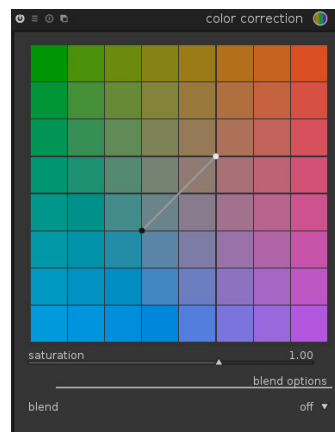 color correction
saturation 1.00
blend options
blend off